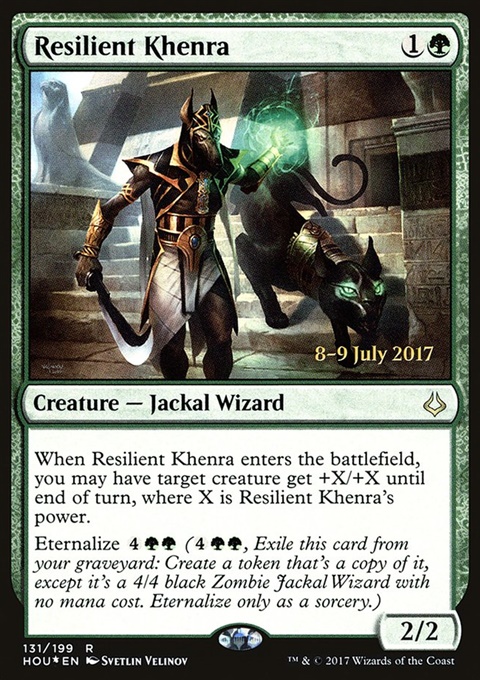 Resilient Khenra 1
8–9 July 2017
Creature — Jackal Wizard
When Resilient Khenra enters the battlefield,
you may have target creature get +X/+X until
end of turn, where X is Resilient Khenra's
power.
Eternalize 4 (4, Exile this card from
your graveyard: Create a token that's a copy of it,
except it's a 4/4 black Zombie Jackal Wizard with
no mana cost. Eternalize only as a sorcery.)
2/2
131/199 R
HOU★EN Svetlin Velinov
™ & © 2017 Wizards of the Coast